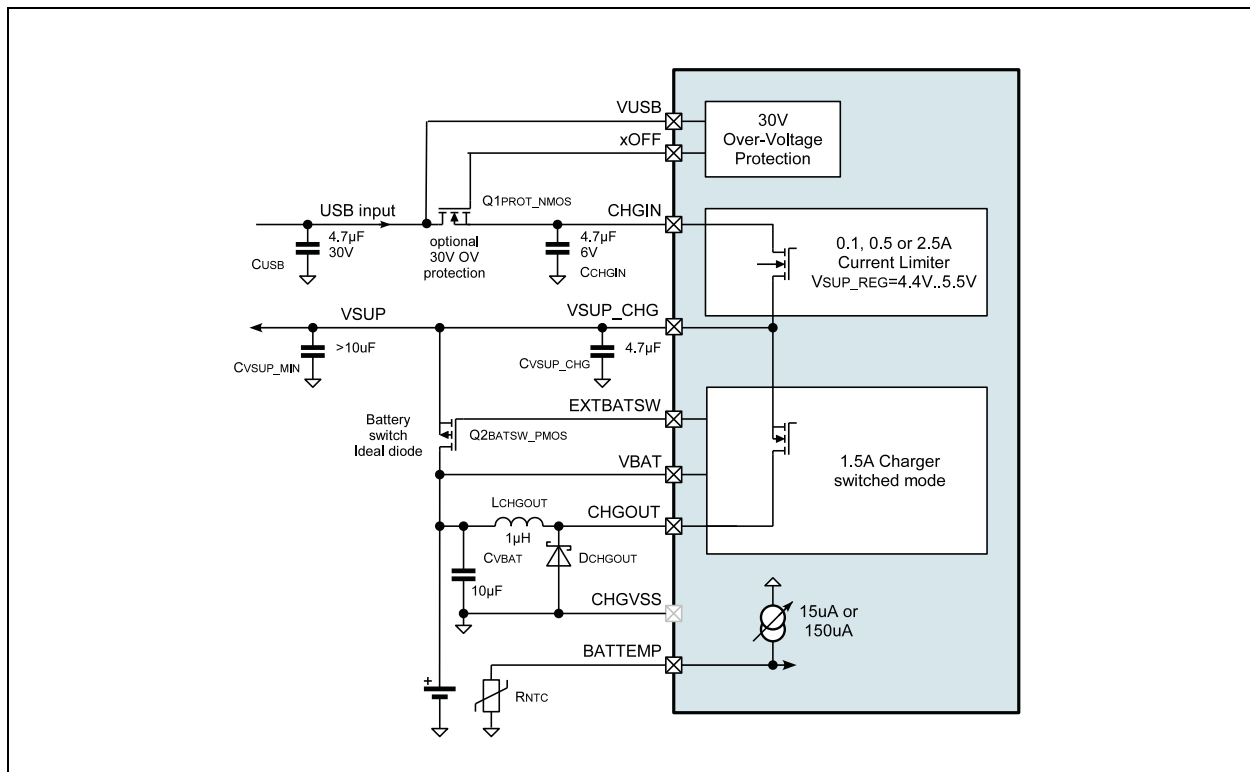 VUSB
30V
Over-Voltage
Protection
xOFF
Q1PROT_NMOS
USB input
CHGIN
4.7µF
30V
CUSB
optional
30V OV
protection
4.7µF
6V
CCHGIN
0.1, 0.5 or 2.5A
Current Limiter
VSUP_REG=4.4V..5.5V
VSUP
VSUP_CHG
>10uF
CVSUP_MIN
4.7µF
CVSUP_CHG
EXTBATSW
Battery
switch
Ideal diode
Q2BATSW_PMOS
VBAT
1.5A Charger
switched mode
LCHGOUT
1µH
CHGOUT
CVBAT
10µF
DCHGOUT
CHGVSS
15uA or
150uA
BATTEMP
+
RNTC